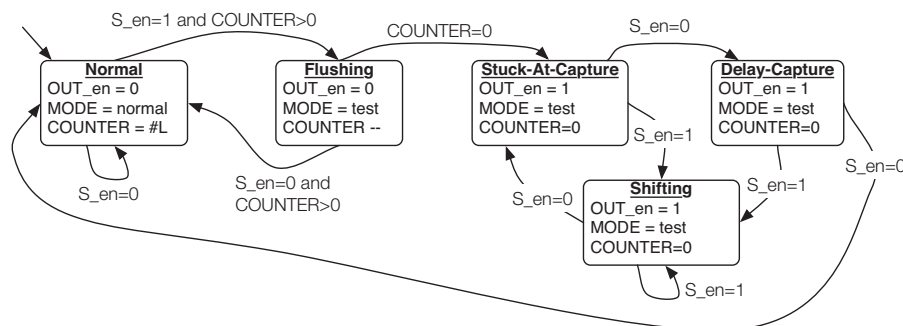 S_en=1 and COUNTER>0
COUNTER=0
S_en=0
Normal
OUT_en = 0
MODE = normal
COUNTER = #L
Flushing
OUT_en = 0
MODE = test
COUNTER --
Stuck-At-Capture
OUT_en = 1
MODE = test
COUNTER=0
Delay-Capture
OUT_en = 1
MODE = test
COUNTER=0
S_en=0
S_en=0 and
COUNTER>0
S_en=1
S_en=0
S_en=1
S_en=0
Shifting
OUT_en = 1
MODE = test
COUNTER=0
S_en=1